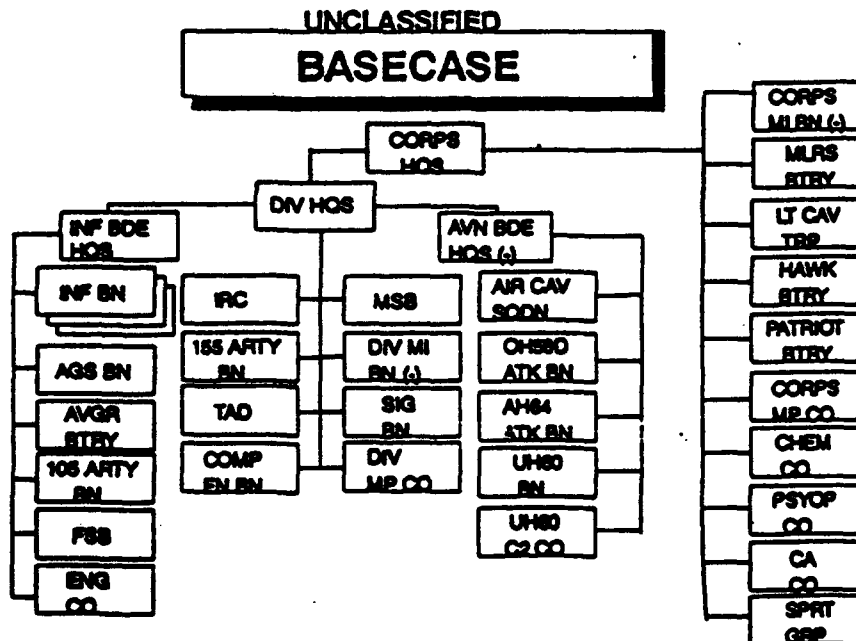 UNCLASSIFIED
BASECASE
CORPS
HQS
DIV HQS
INF BDE
HQS
AVN BDE
HQS (-)
INF BN
AGS BN
AVGR
BTRY
105 ARTY
BN
FSB
ENG
CO
IRC
155 ARTY
BN
TAD
COMP
EN BN
MSB
DIV MI
BN (-)
SIG
BN
DIV
MP CO
AIR CAV
SQDN
OH58D
ATK BN
AH64
ATK BN
UH60
BN
UH60
C2 CO
CORPS
MI BN (-)
MLRS
BTRY
LT CAV
TRP
HAWK
BTRY
PATRIOT
BTRY
CORPS
MP CO
CHEM
CO
PSYOP
CO
CA
CO
SPRT
GRP